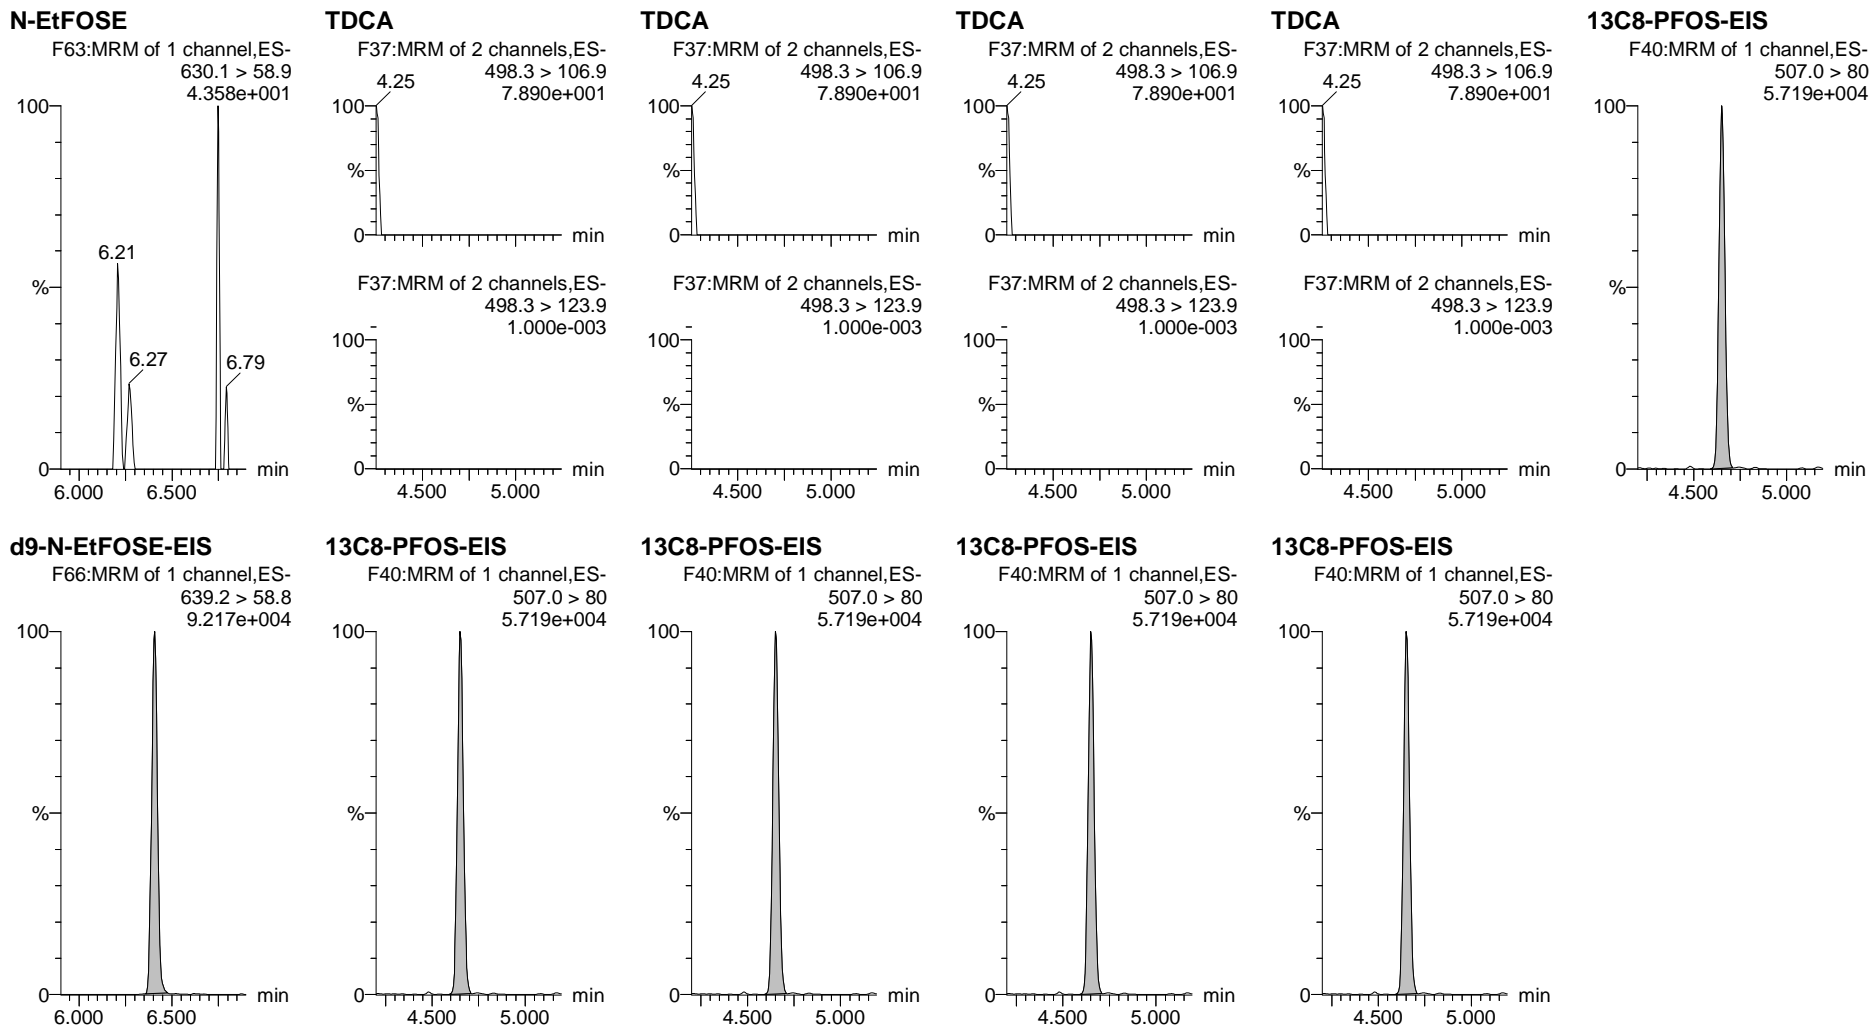 N-EtFOSE
F63:MRM of 1 channel,ES-
630.1 > 58.9
4.358e+001
100
%
0
6.21
6.27
6.79
min
6.000 6.500
TDCA
F37:MRM of 2 channels,ES-
498.3 > 106.9
7.890e+001
4.25
100
%
0
min
F37:MRM of 2 channels,ES-
498.3 > 123.9
1.000e-003
100
%
0
min
4.500 5.000
TDCA
F37:MRM of 2 channels,ES-
498.3 > 106.9
7.890e+001
4.25
100
%
0
min
F37:MRM of 2 channels,ES-
498.3 > 123.9
1.000e-003
100
%
0
min
4.500 5.000
TDCA
F37:MRM of 2 channels,ES-
498.3 > 106.9
7.890e+001
4.25
100
%
0
min
F37:MRM of 2 channels,ES-
498.3 > 123.9
1.000e-003
100
%
0
min
4.500 5.000
TDCA
F37:MRM of 2 channels,ES-
498.3 > 106.9
7.890e+001
4.25
100
%
0
min
F37:MRM of 2 channels,ES-
498.3 > 123.9
1.000e-003
100
%
0
min
4.500 5.000
13C8-PFOS-EIS
F40:MRM of 1 channel,ES-
507.0 > 80
5.719e+004
100
%
0
min
4.500 5.000
d9-N-EtFOSE-EIS
F66:MRM of 1 channel,ES-
639.2 > 58.8
9.217e+004
100
%
0
min
6.000 6.500
13C8-PFOS-EIS
F40:MRM of 1 channel,ES-
507.0 > 80
5.719e+004
100
%
0
min
4.500 5.000
13C8-PFOS-EIS
F40:MRM of 1 channel,ES-
507.0 > 80
5.719e+004
100
%
0
min
4.500 5.000
13C8-PFOS-EIS
F40:MRM of 1 channel,ES-
507.0 > 80
5.719e+004
100
%
0
min
4.500 5.000
13C8-PFOS-EIS
F40:MRM of 1 channel,ES-
507.0 > 80
5.719e+004
100
%
0
min
4.500 5.000